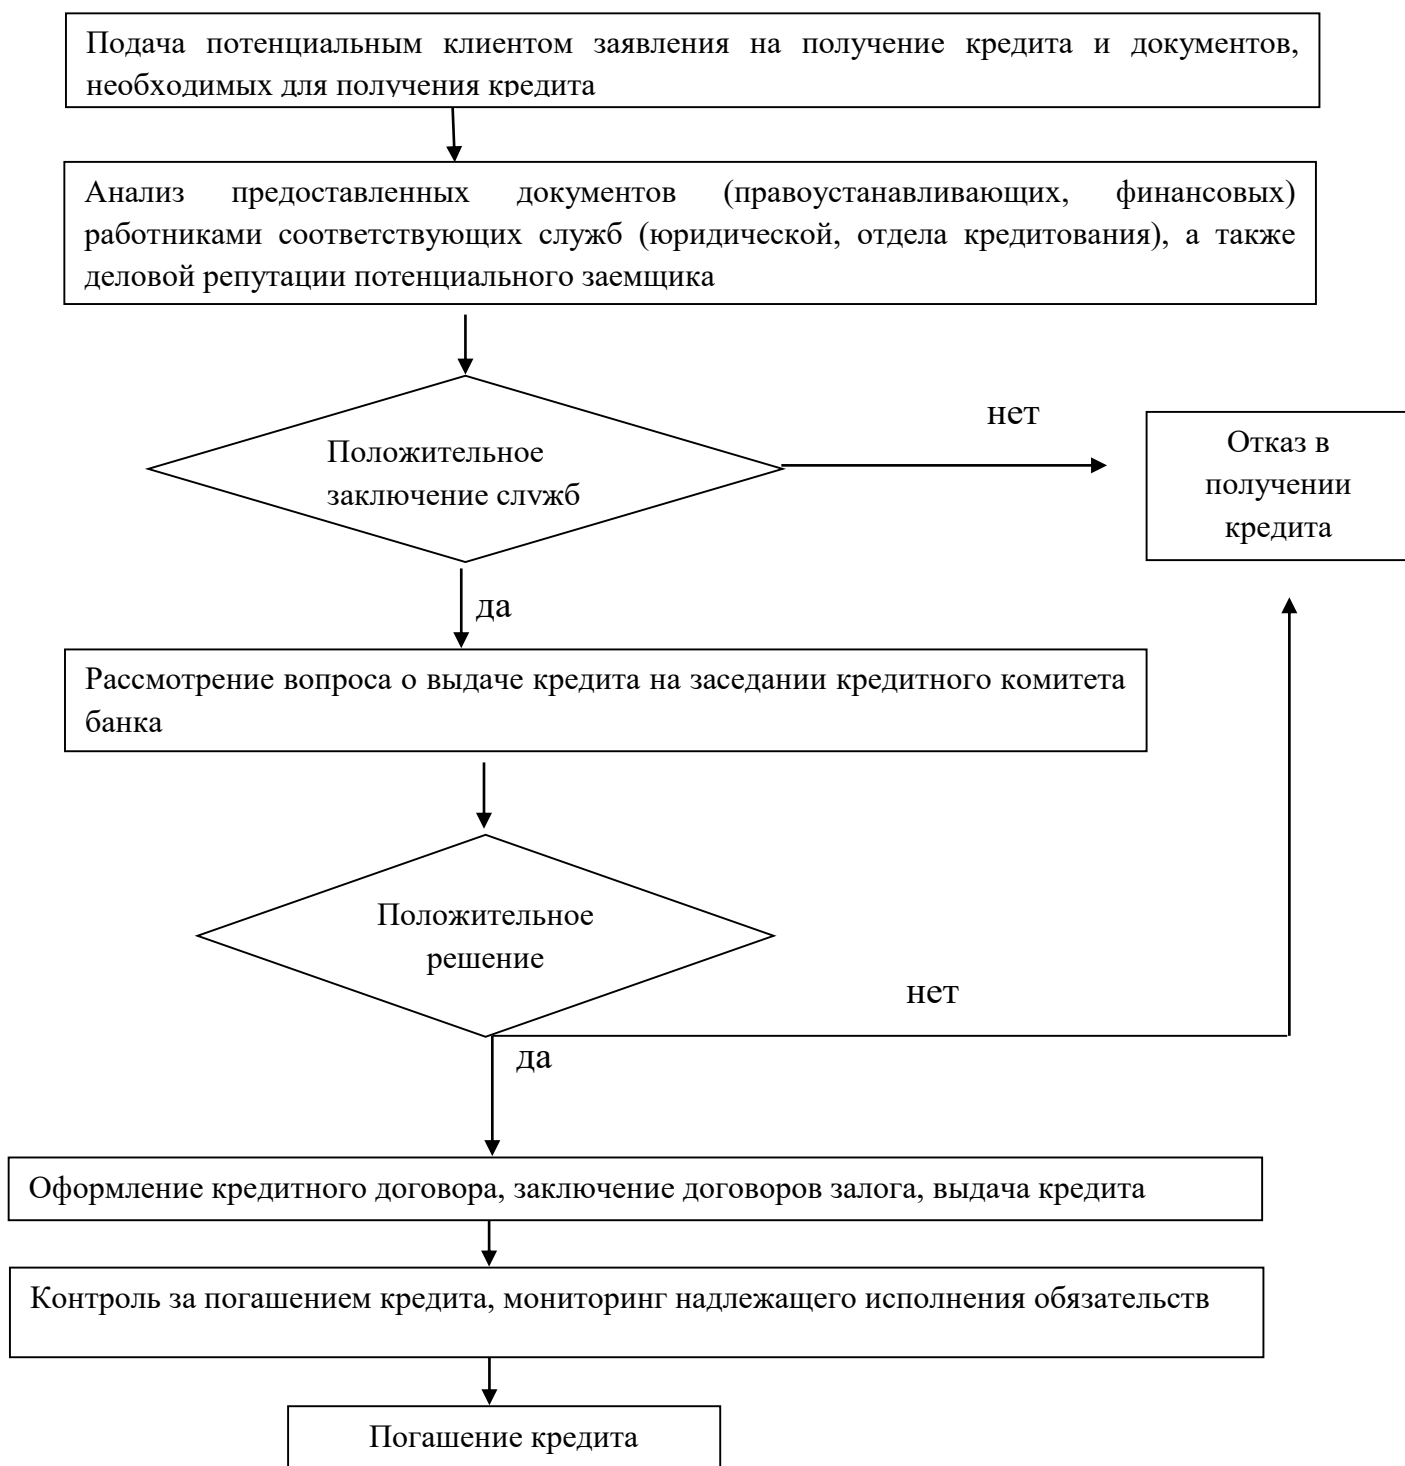 Подача потенциальным клиентом заявления на получение кредита и документов,
необходимых для получения кредита
Анализ предоставленных документов (правоустанавливающих, финансовых)
работниками соответствующих служб (юридической, отдела кредитования), а также
деловой репутации потенциального заемщика
нет
Положительное
заключение служб
Отказ в
получении
кредита
да
Рассмотрение вопроса о выдаче кредита на заседании кредитного комитета
банка
Положительное
решение
нет
да
Оформление кредитного договора, заключение договоров залога, выдача кредита
Контроль за погашением кредита, мониторинг надлежащего исполнения обязательств
Погашение кредита